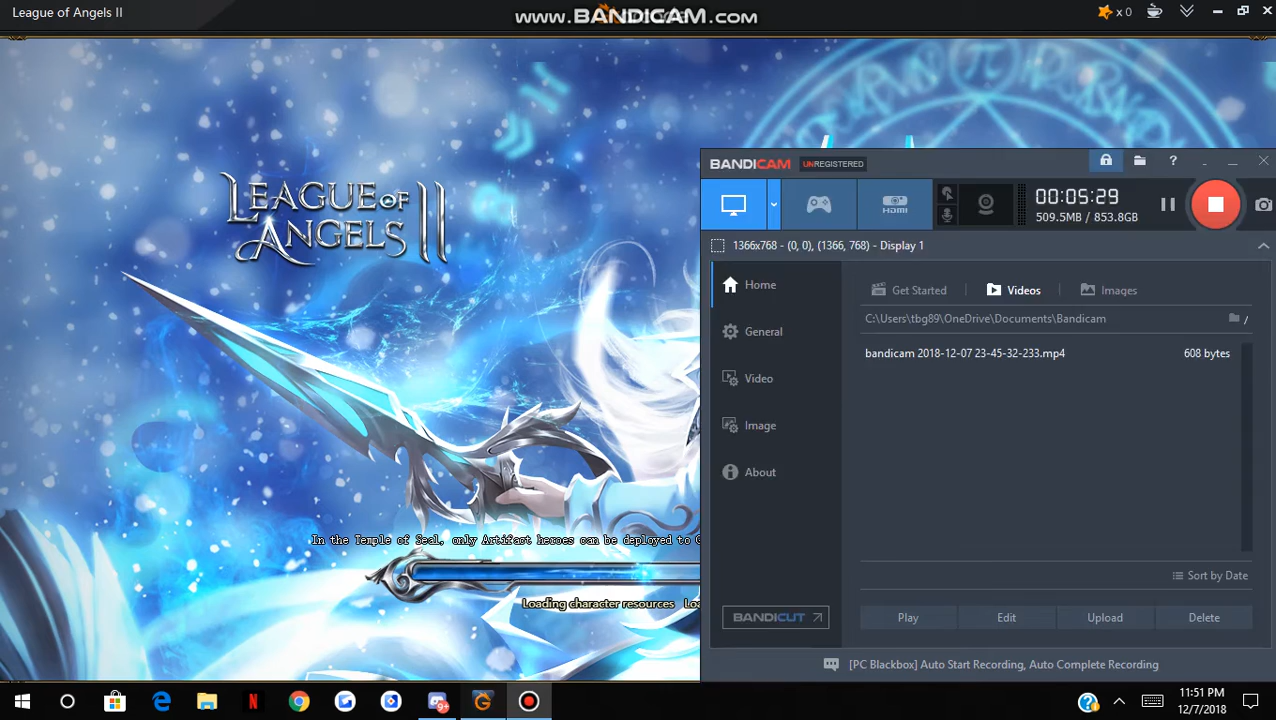 League of Angels II
www.BANDICAM.com
x 0
LEAGUE OF
ANGELS II
BANDICAM UNREGISTERED
?
HDMI
00:05:29
509.5MB / 853.8GB
1366x768 - (0, 0), (1366, 768) - Display 1
Home
General
Video
Image
About
BANDICUT
Get Started
Videos
Images
C:\Users\tbg89\OneDrive\Documents\Bandicam
/
bandicam 2018-12-07 23-45-32-233.mp4 608 bytes
Sort by Date
Play Edit Upload Delete
[PC Blackbox] Auto Start Recording, Auto Complete Recording
In the Temple of Seal, only Artifact heroes can be deployed to
Loading character resources
N
9+
11:51 PM
12/7/2018